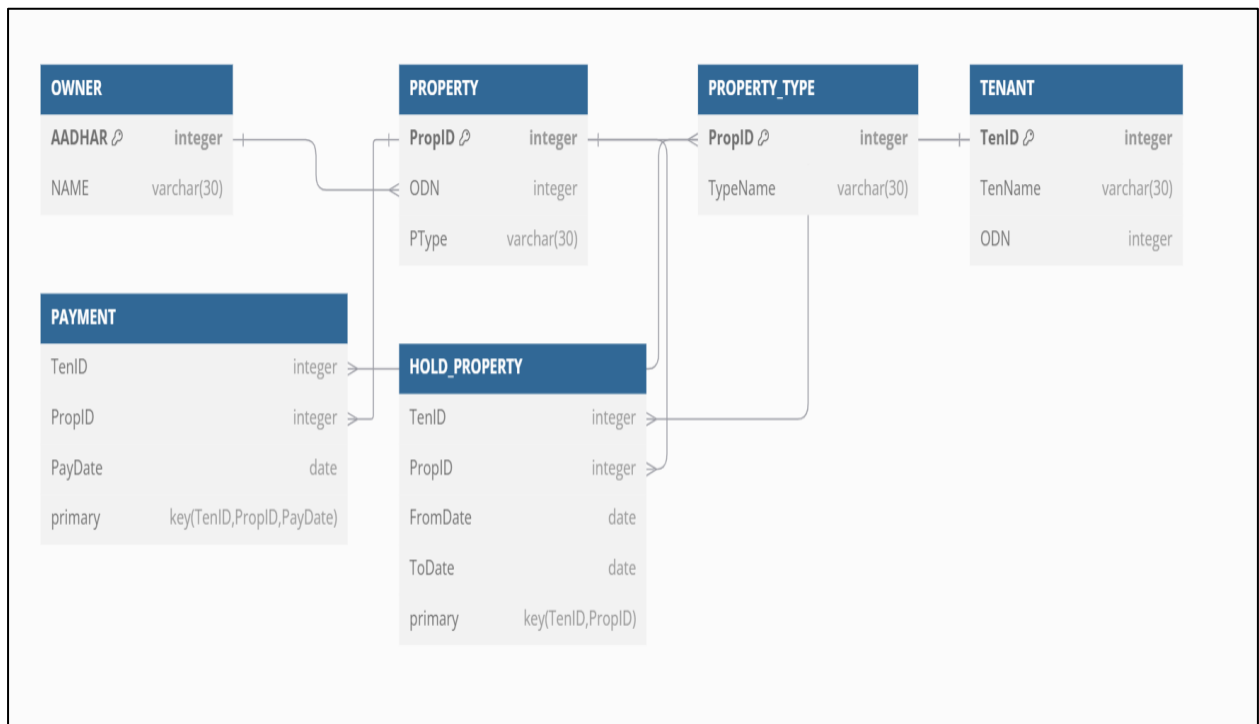 OWNER
AADHAR integer
NAME varchar(30)
PROPERTY
PropID integer
ODN integer
PType varchar(30)
PROPERTY_TYPE
PropID integer
TypeName varchar(30)
TENANT
TenID integer
TenName varchar(30)
ODN integer
PAYMENT
TenID integer
PropID integer
PayDate date
primary key(TenID,PropID,PayDate)
HOLD_PROPERTY
TenID integer
PropID integer
FromDate date
ToDate date
primary key(TenID,PropID)